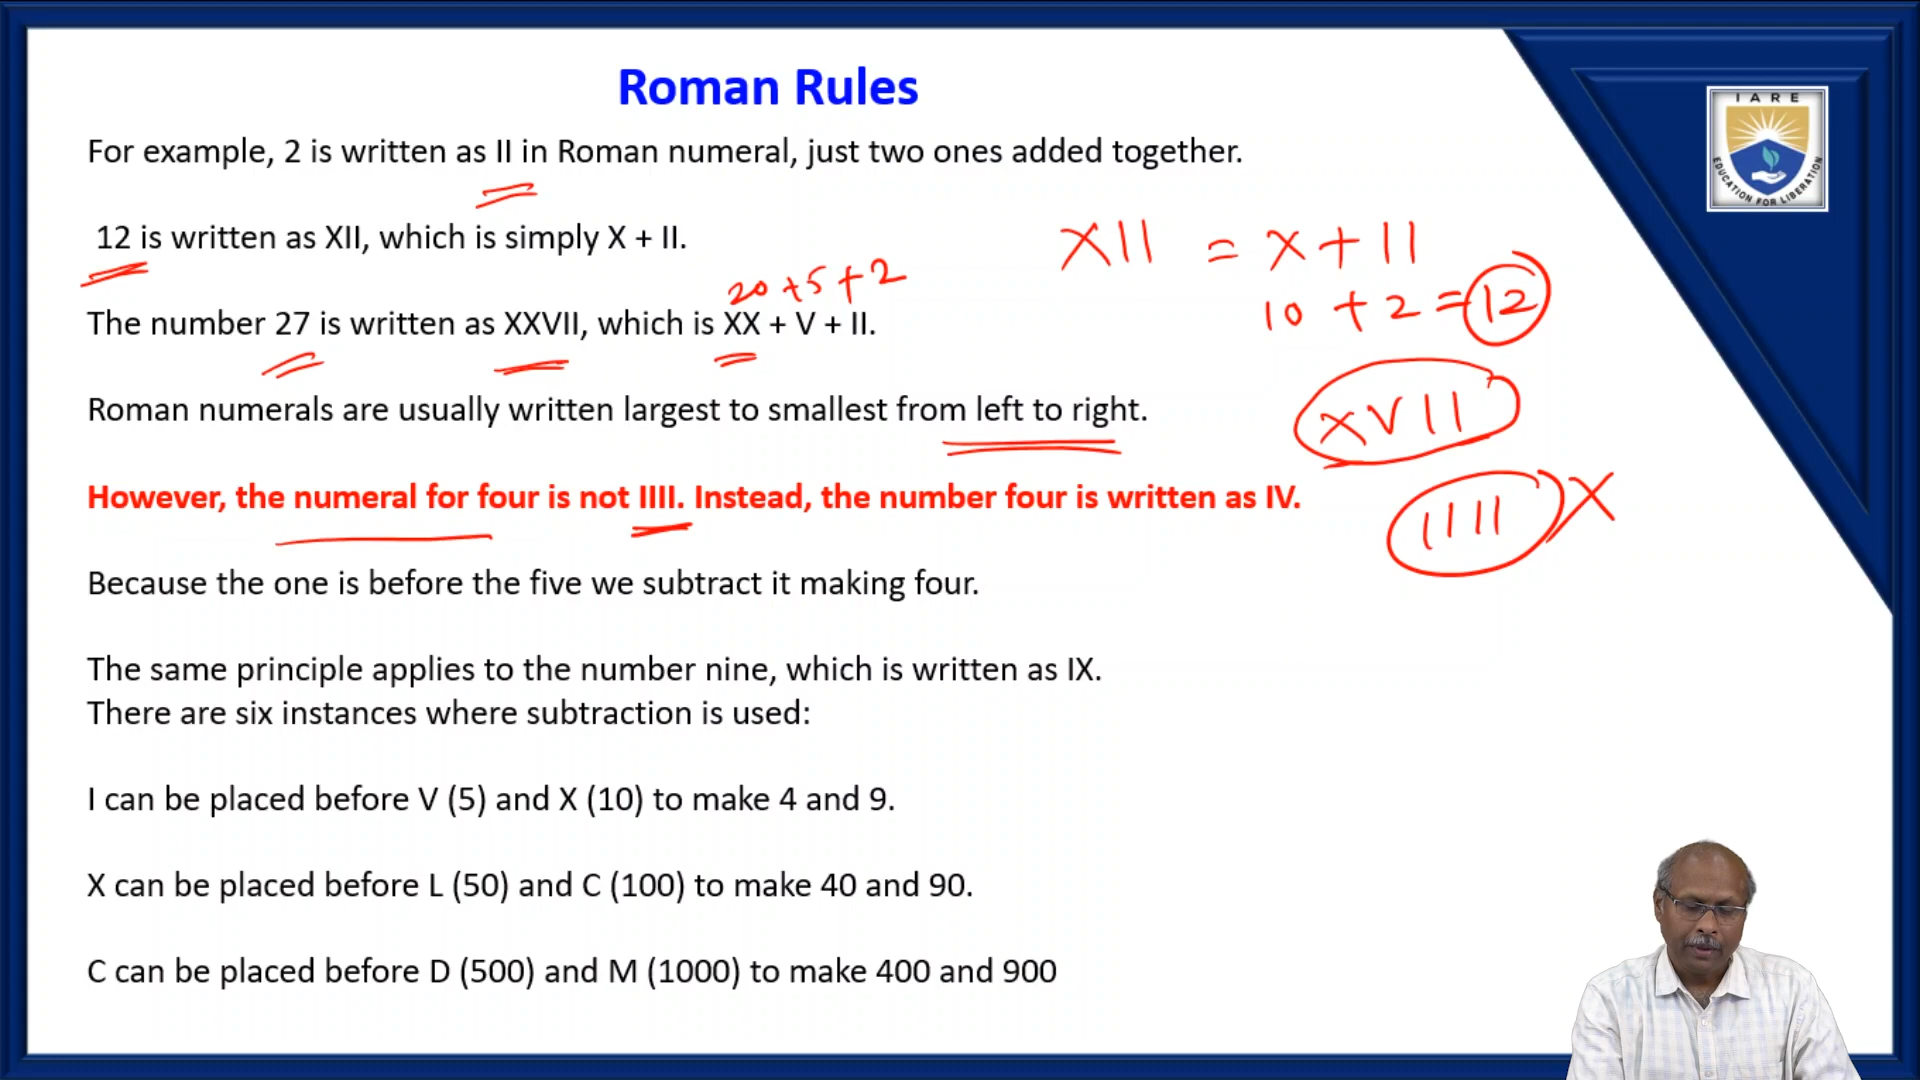 Roman Rules
IARE
EDUCATION FOR LIBERATION
For example, 2 is written as II in Roman numeral, just two ones added together.
12 is written as XII, which is simply X + II.
XII = X + II
20 + 5 + 2
10 + 2 = 12
The number 27 is written as XXVII, which is XX + V + II.
Roman numerals are usually written largest to smallest from left to right.
XVII
However, the numeral for four is not IIII. Instead, the number four is written as IV.
IIII X
Because the one is before the five we subtract it making four.
The same principle applies to the number nine, which is written as IX.
There are six instances where subtraction is used:
I can be placed before V (5) and X (10) to make 4 and 9.
X can be placed before L (50) and C (100) to make 40 and 90.
C can be placed before D (500) and M (1000) to make 400 and 900